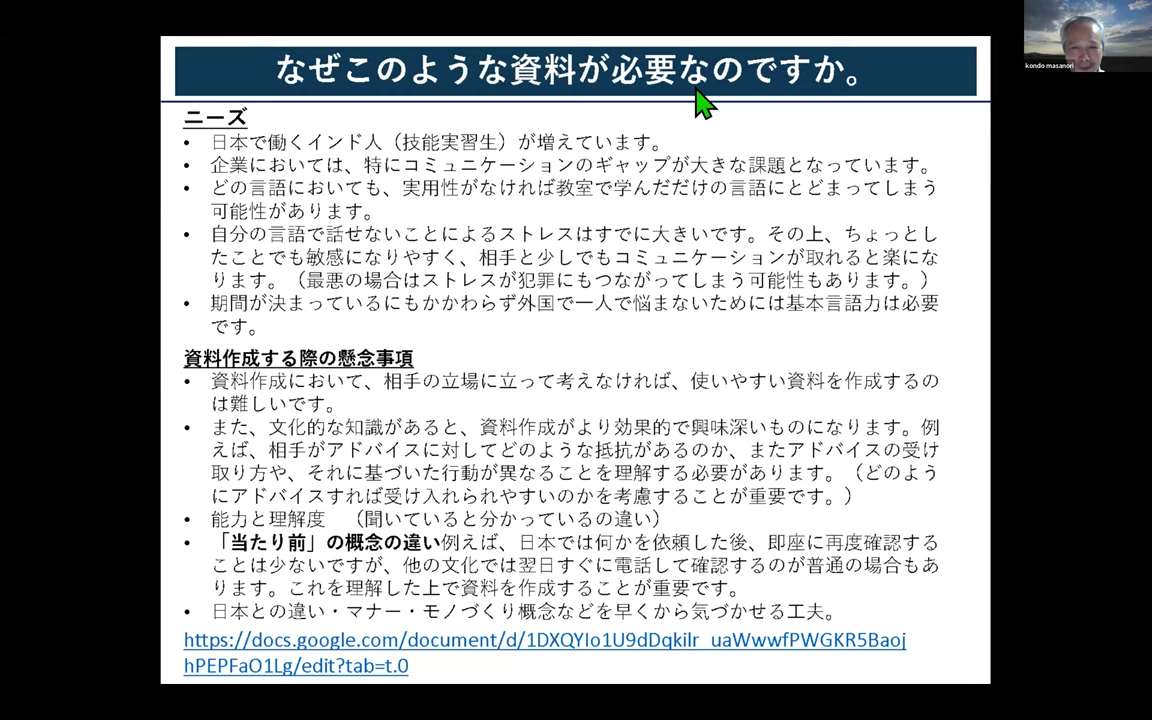 なぜこのような資料が必要なのですか。
kondo masanori
ニーズ
• 日本で働くインド人（技能実習生）が増えています。
• 企業においては、特にコミュニケーションのギャップが大きな課題となっています。
• どの言語においても、実用性がなければ教室で学んだだけの言語にとどまってしまう
可能性があります。
• 自分の言語で話せないことによるストレスはすでに大きいです。その上、ちょっとし
たことでも敏感になりやすく、相手と少しでもコミュニケーションが取れると楽にな
ります。（最悪の場合はストレスが犯罪にもつながってしまう可能性もあります。）
• 期間が決まっているにもかかわらず外国で一人で悩まないためには基本言語力は必要
です。
資料作成する際の懸念事項
• 資料作成において、相手の立場に立って考えなければ、使いやすい資料を作成するの
は難しいです。
• また、文化的な知識があると、資料作成がより効果的で興味深いものになります。例
えば、相手がアドバイスに対してどのような抵抗があるのか、またアドバイスの受け
取り方や、それに基づいた行動が異なることを理解する必要があります。（どのよう
にアドバイスすれば受け入れられやすいのかを考慮することが重要です。）
• 能力と理解度　（聞いていると分かっているの違い）
• 「当たり前」の概念の違い例えば、日本では何かを依頼した後、即座に再度確認する
ことは少ないですが、他の文化では翌日すぐに電話して確認するのが普通の場合もあ
ります。これを理解した上で資料を作成することが重要です。
• 日本との違い・マナー・モノづくり概念などを早くから気づかせる工夫。
https://docs.google.com/document/d/1DXQYIo1U9dDqkiIr_uaWwwfPWGKR5Baoj
hPEPFaO1Lg/edit?tab=t.0